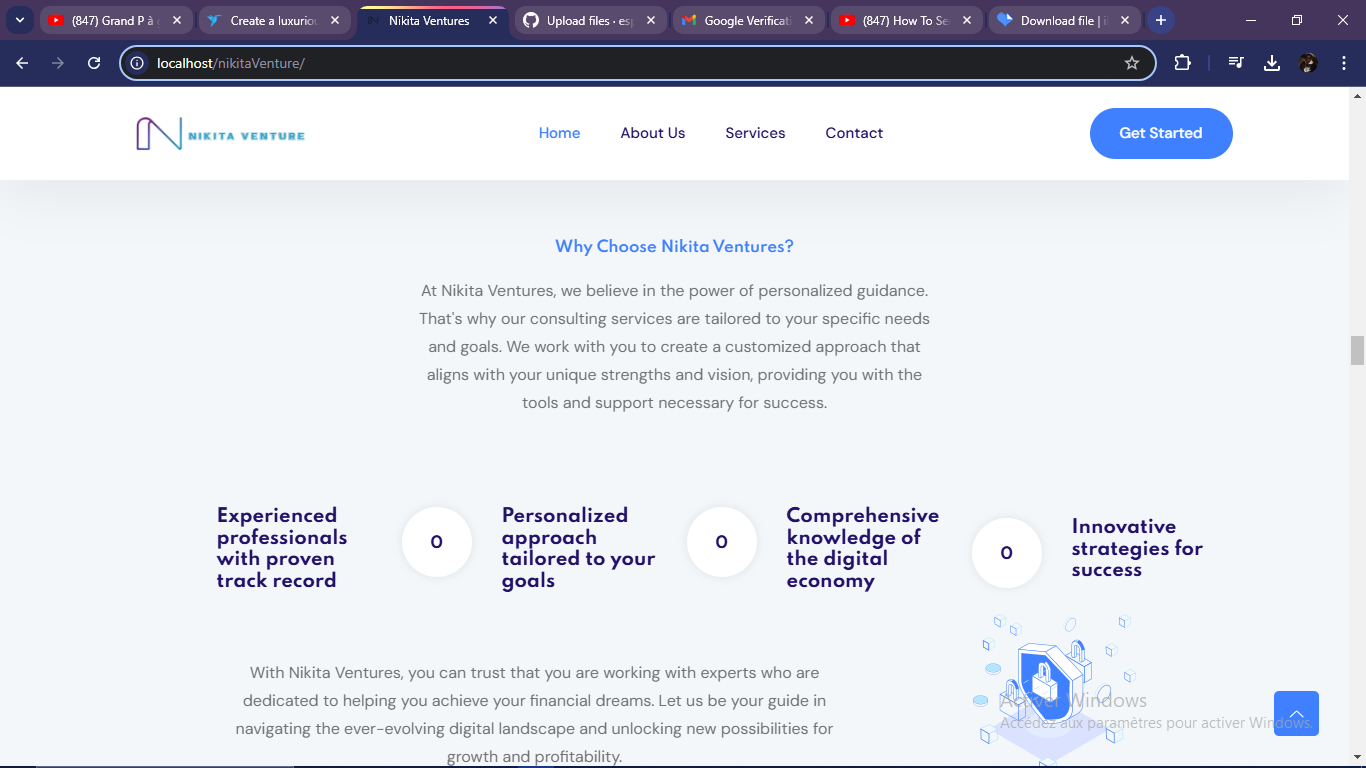 (847) Grand P à
Create a luxuriou
Nikita Ventures
Upload files · esp
Google Verificati
(847) How To Se
Download file | i
localhost/nikitaVenture/
NIKITA VENTURE
Home
About Us
Services
Contact
Get Started
Why Choose Nikita Ventures?
At Nikita Ventures, we believe in the power of personalized guidance.
That's why our consulting services are tailored to your specific needs
and goals. We work with you to create a customized approach that
aligns with your unique strengths and vision, providing you with the
tools and support necessary for success.
Experienced
professionals
with proven
track record
0
Personalized
approach
tailored to your
goals
0
Comprehensive
knowledge of
the digital
economy
0
Innovative
strategies for
success
With Nikita Ventures, you can trust that you are working with experts who are
dedicated to helping you achieve your financial dreams. Let us be your guide in
navigating the ever-evolving digital landscape and unlocking new possibilities for
growth and profitability.
Activer Windows
Accédez aux paramètres pour activer Windows.